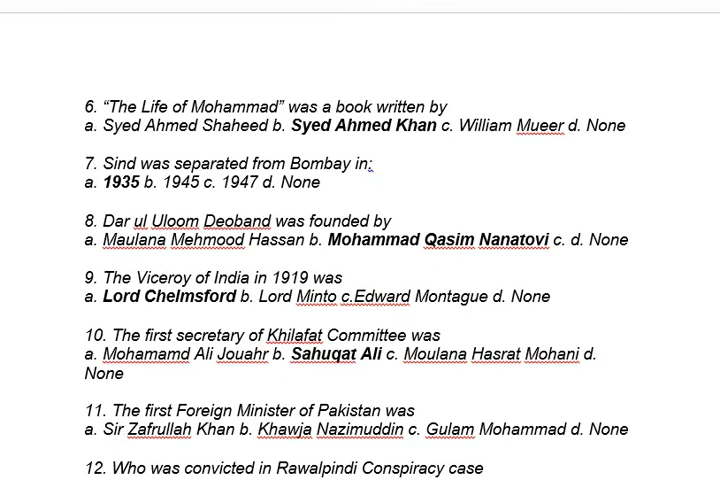 6. “The Life of Mohammad” was a book written by
a. Syed Ahmed Shaheed b. Syed Ahmed Khan c. William Mueer d. None
7. Sind was separated from Bombay in:
a. 1935 b. 1945 c. 1947 d. None
8. Dar ul Uloom Deoband was founded by
a. Maulana Mehmood Hassan b. Mohammad Qasim Nanatovi c. d. None
9. The Viceroy of India in 1919 was
a. Lord Chelmsford b. Lord Minto c.Edward Montague d. None
10. The first secretary of Khilafat Committee was
a. Mohamamd Ali Jouahr b. Sahuqat Ali c. Moulana Hasrat Mohani d.
None
11. The first Foreign Minister of Pakistan was
a. Sir Zafrullah Khan b. Khawja Nazimuddin c. Gulam Mohammad d. None
12. Who was convicted in Rawalpindi Conspiracy case